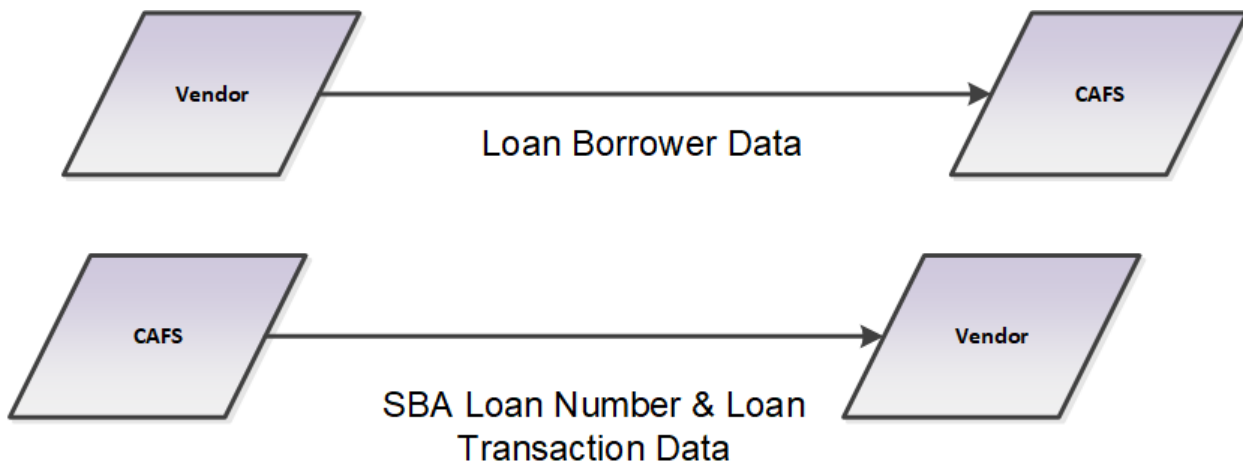 Vendor
CAFS
Loan Borrower Data
CAFS
Vendor
SBA Loan Number & Loan
Transaction Data